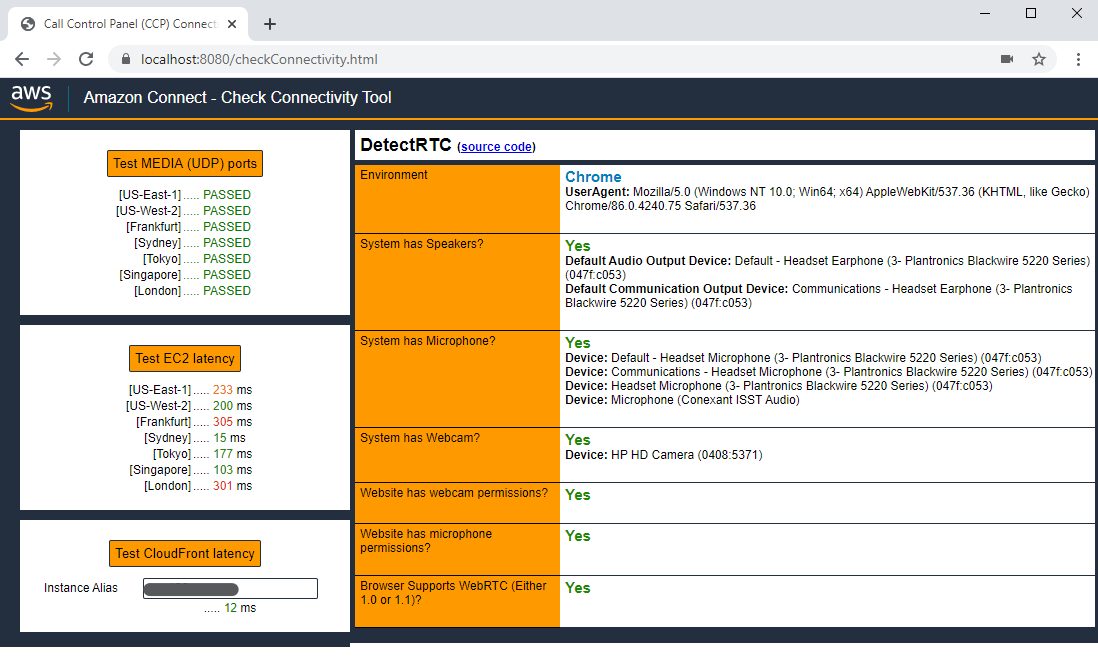 Call Control Panel (CCP) Connect
localhost:8080/checkConnectivity.html
aws
Amazon Connect - Check Connectivity Tool
Test MEDIA (UDP) ports
[US-East-1]..... PASSED
[US-West-2]..... PASSED
[Frankfurt]..... PASSED
[Sydney]..... PASSED
[Tokyo]..... PASSED
[Singapore]..... PASSED
[London]..... PASSED
Test EC2 latency
[US-East-1]..... 233 ms
[US-West-2]..... 200 ms
[Frankfurt]..... 305 ms
[Sydney]..... 15 ms
[Tokyo]..... 177 ms
[Singapore]..... 103 ms
[London]..... 301 ms
Test CloudFront latency
Instance Alias
..... 12 ms
DetectRTC (source code)
Environment
Chrome
UserAgent: Mozilla/5.0 (Windows NT 10.0; Win64; x64) AppleWebKit/537.36 (KHTML, like Gecko)
Chrome/86.0.4240.75 Safari/537.36
System has Speakers?
Yes
Default Audio Output Device: Default - Headset Earphone (3- Plantronics Blackwire 5220 Series)
(047f:c053)
Default Communication Output Device: Communications - Headset Earphone (3- Plantronics
Blackwire 5220 Series) (047f:c053)
System has Microphone?
Yes
Device: Default - Headset Microphone (3- Plantronics Blackwire 5220 Series) (047f:c053)
Device: Communications - Headset Microphone (3- Plantronics Blackwire 5220 Series) (047f:c053)
Device: Headset Microphone (3- Plantronics Blackwire 5220 Series) (047f:c053)
Device: Microphone (Conexant ISST Audio)
System has Webcam?
Yes
Device: HP HD Camera (0408:5371)
Website has webcam permissions?
Yes
Website has microphone
permissions?
Yes
Browser Supports WebRTC (Either
1.0 or 1.1)?
Yes